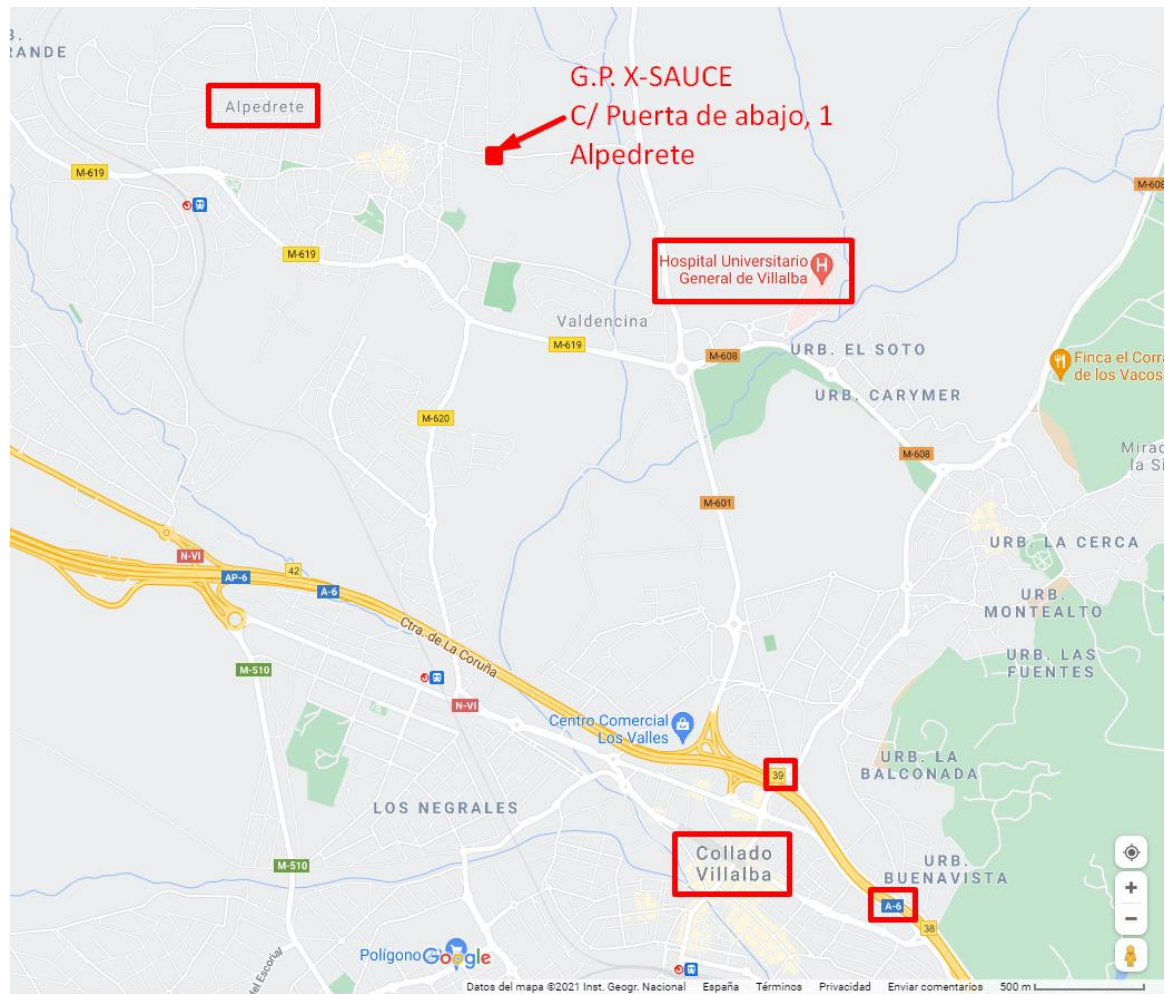 RANDE
Alpedrete
G.P. X-SAUCE
C/ Puerta de abajo, 1
Alpedrete
M-619
M-608
M-619
Hospital Universitario
General de Villalba
H
Valdencina
M-619
M-608
URB. EL SOTO
Finca el Corra
de los Vacos
URB. CARYMER
M-620
M-608
Mirac
la Si
M-601
URB. LA CERCA
N-VI
42
AP-6
A-6
URB.
MONTEALTO
Ctra. de La Coruña
URB. LAS
FUENTES
M-510
N-VI
Centro Comercial
Los Valles
39
URB. LA
BALCONADA
LOS NEGRALES
Collado
Villalba
M-510
URB.
BUENAVISTA
A-6
38
Polígono
Google
el Escorial
Datos del mapa ©2021 Inst. Geogr. Nacional España Términos Privacidad Enviar comentarios 500 m